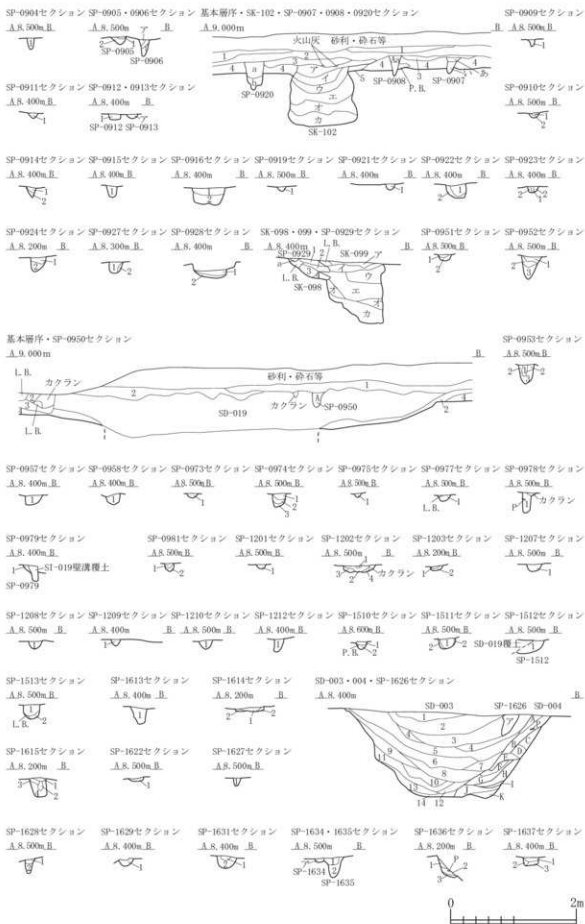 SP-0904セクション SP-0905・0906セクション 基本層序・SK-102・SP-0907・0908・0920セクション SP-0909セクション
A 8.500m B A 8.500m ア B A 9.000m B A 8.500m B
火山灰 砂利・砕石等
SP-0905
SP-0906
SP-0920
SP-0908 SP-0907
P.B.
SK-102
SP-0911セクション SP-0912・0913セクション SP-0910セクション
A 8.400m B A 8.400m B A 8.500m B
SP-0912 SP-0913
SP-0914セクション SP-0915セクション SP-0916セクション SP-0919セクション SP-0921セクション SP-0922セクション SP-0923セクション
A 8.400m B A 8.400m B A 8.400m B A 8.500m B A 8.400m B A 8.400m B A 8.400m B
SP-0924セクション SP-0927セクション SP-0928セクション SK-098・099・SP-0929セクション SP-0951セクション SP-0952セクション
A 8.200m B A 8.300m B A 8.400m B A 8.400m B A 8.500m B A 8.500m B
SP-0929 L.B. SK-099 ア
L.B.
SK-098
基本層序・SP-0950セクション SP-0953セクション
A 9.000m B A 8.500m B
砂利・砕石等
L.B. カクラン
カクラン
L.B. SD-019 SP-0950
SP-0957セクション SP-0958セクション SP-0973セクション SP-0974セクション SP-0975セクション SP-0977セクション SP-0978セクション
A 8.400m B A 8.400m B A 8.500m B A 8.500m B A 8.500m B A 8.500m B A 8.500m B
L.B. カクラン
SP-0979セクション SP-0981セクション SP-1201セクション SP-1202セクション SP-1203セクション SP-1207セクション
A 8.400m B A 8.500m B A 8.500m B A 8.500m B A 8.200m B A 8.500m B
SI-019壁溝覆土 カクラン
SP-0979
SP-1208セクション SP-1209セクション SP-1210セクション SP-1212セクション SP-1510セクション SP-1511セクション SP-1512セクション
A 8.500m B A 8.400m B A 8.500m B A 8.400m B A 8.600m B A 8.500m B A 8.500m B
P.B. SD-019覆土
SP-1512
SP-1513セクション SP-1613セクション SP-1614セクション SD-003・004・SP-1626セクション
A 8.500m B A 8.400m B A 8.200m B A 8.400m B
SD-003 SP-1626 SD-004
L.B.
SP-1615セクション SP-1622セクション SP-1627セクション
A 8.200m B A 8.500m B A 8.500m B
SP-1628セクション SP-1629セクション SP-1631セクション SP-1634・1635セクション SP-1636セクション SP-1637セクション
A 8.500m B A 8.400m B A 8.400m B A 8.500m B A 8.200m B A 8.400m B
SP-1634
SP-1635
0 2m